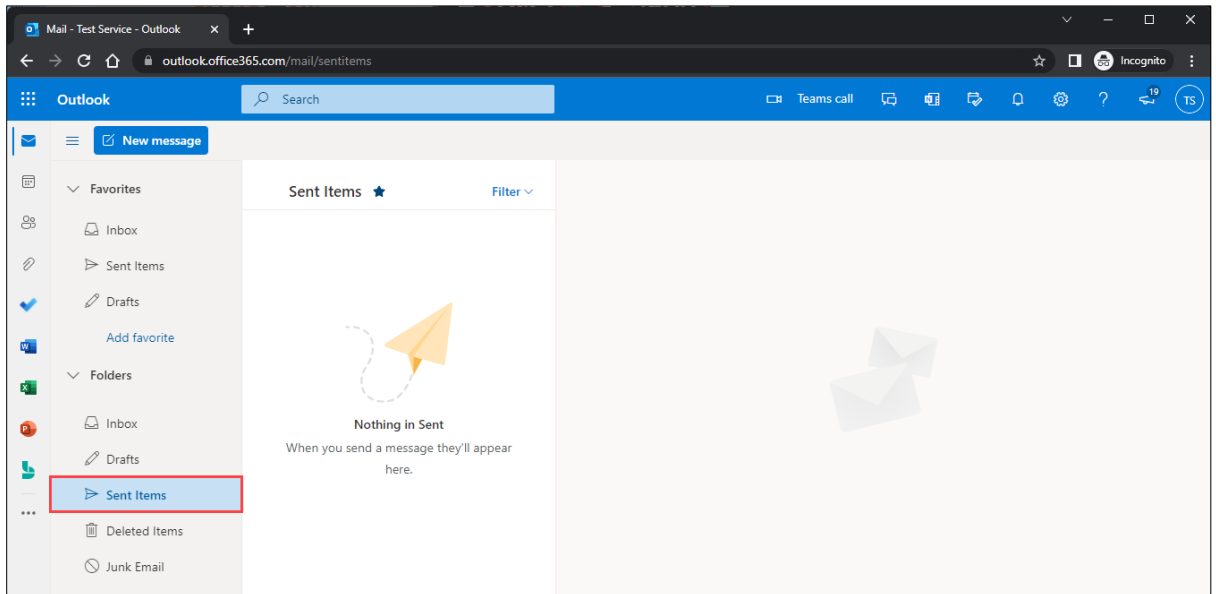 Mail - Test Service - Outlook
outlook.office365.com/mail/sentitems
Incognito
Outlook
Search
Teams call
19
TS
New message
Favorites
Inbox
Sent Items
Drafts
Add favorite
Folders
Inbox
Drafts
Sent Items
Deleted Items
Junk Email
Sent Items
Filter
Nothing in Sent
When you send a message they'll appear
here.